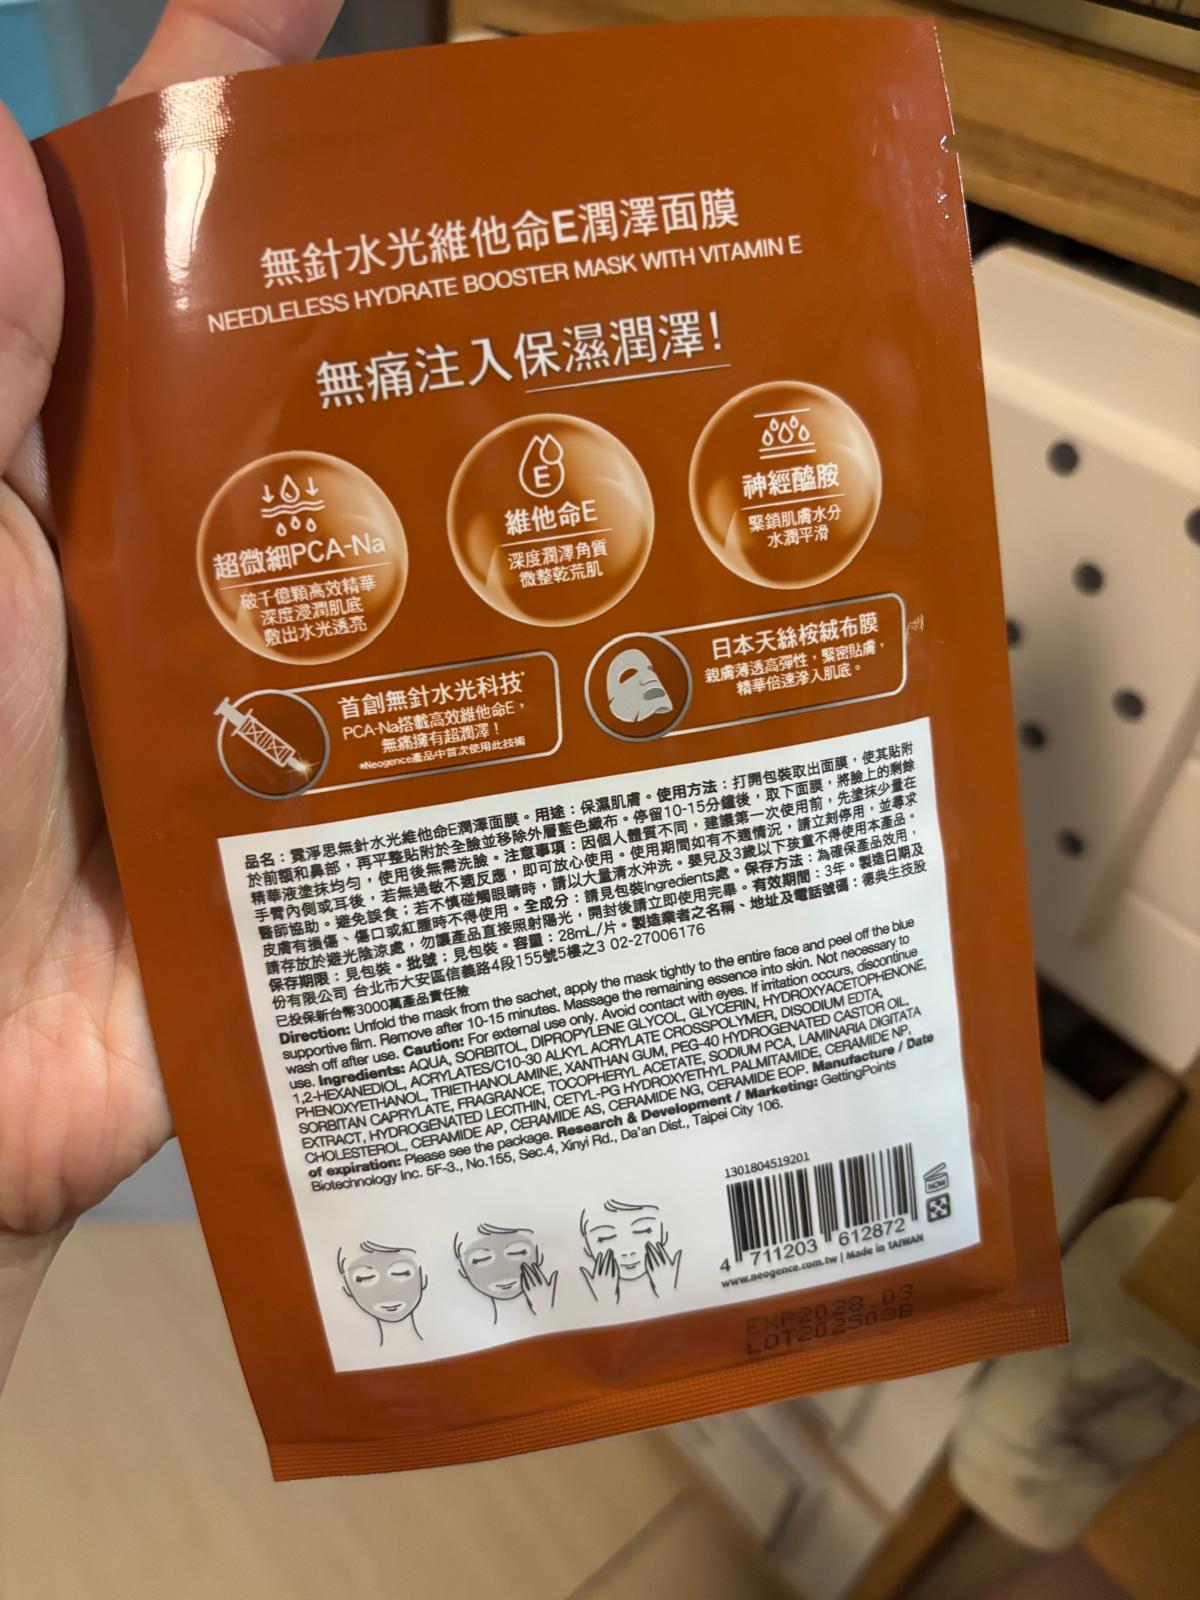 無針水光維他命E潤澤面膜
NEEDLELESS HYDRATE BOOSTER MASK WITH VITAMIN E
無痛注入保濕潤澤!
超微細PCA-Na
破千億顆高效精華
深度浸潤肌底
敷出水光透亮
E
維他命E
深度潤澤角質
微整乾荒肌
神經醯胺
緊鎖肌膚水分
水潤平滑
首創無針水光科技*
PCA-Na搭載高效維他命E，
無痛擁有超潤澤！
*Neogence產品中首次使用此技術
日本天絲桉絨布膜
親膚薄透高彈性，緊密貼膚，
精華倍速滲入肌底。
品名：霓淨思無針水光維他命E潤澤面膜。用途：保濕肌膚。使用方法：打開包裝取出面膜，使其貼附
於前額和鼻部，再平整貼附於全臉並移除外層藍色織布。停留10-15分鐘後，取下面膜，將臉上的剩餘
精華液塗抹均勻，使用後無需洗臉。注意事項：因個人體質不同，建議第一次使用前，先塗抹少量在
手臂內側或耳後，若無過敏不適反應，即可放心使用。使用期間如有不適情況，請立刻停用，並尋求
醫師協助。避免誤食；若不慎碰觸眼睛時，請以大量清水沖洗。嬰兒及3歲以下孩童不得使用本產品。
皮膚有損傷、傷口或紅腫時不得使用。全成分：請見包裝Ingredients處。保存方法：為確保產品效用，
請存放於避光陰涼處，勿讓產品直接照射陽光，開封後請立即使用完畢。有效期間：3年。製造日期及
保存期限：見包裝。批號：見包裝。容量：28mL/片。製造業者之名稱、地址及電話號碼：德典生技股
份有限公司 台北市大安區信義路4段155號5樓之3 02-27006176
已投保新台幣3000萬產品責任險
Direction: Unfold the mask from the sachet, apply the mask tightly to the entire face and peel off the blue
supportive film. Remove after 10-15 minutes. Massage the remaining essence into skin. Not necessary to
wash off after use. Caution: For external use only. Avoid contact with eyes. If irritation occurs, discontinue
use. Ingredients: AQUA, SORBITOL, DIPROPYLENE GLYCOL, GLYCERIN, HYDROXYACETOPHENONE,
1,2-HEXANEDIOL, ACRYLATES/C10-30 ALKYL ACRYLATE CROSSPOLYMER, DISODIUM EDTA,
PHENOXYETHANOL, TRIETHANOLAMINE, XANTHAN GUM, PEG-40 HYDROGENATED CASTOR OIL,
SORBITAN CAPRYLATE, FRAGRANCE, TOCOPHERYL ACETATE, SODIUM PCA, LAMINARIA DIGITATA
EXTRACT, HYDROGENATED LECITHIN, CETYL-PG HYDROXYETHYL PALMITAMIDE, CERAMIDE NP,
CHOLESTEROL, CERAMIDE AP, CERAMIDE AS, CERAMIDE NG, CERAMIDE EOP. Manufacture / Date
of expiration: Please see the package. Research & Development / Marketing: GettingPoints
Biotechnology Inc. 5F-3., No.155, Sec.4, Xinyi Rd., Da'an Dist., Taipei City 106.
1301804519201
4 711203 612872
NOW
www.neogence.com.tw | Made in TAIWAN
EXP2028.03
LOT202503B